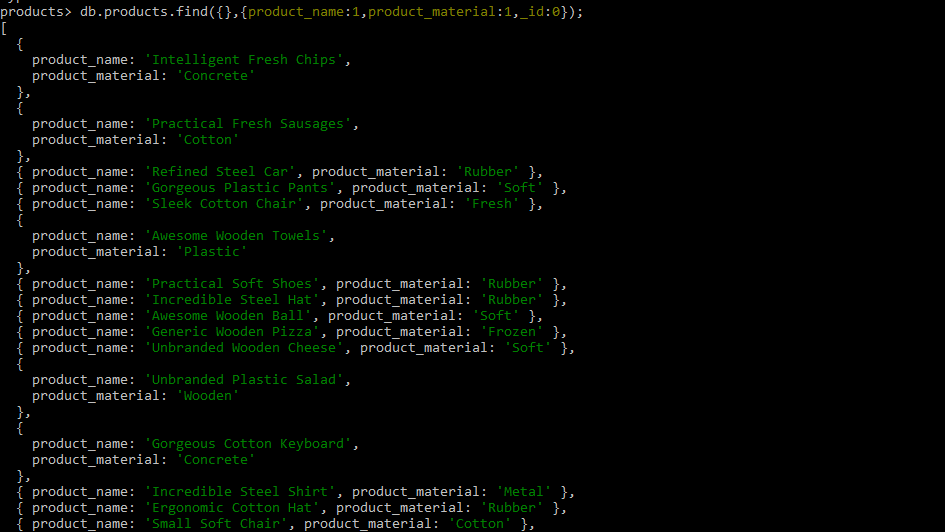 products> db.products.find({},{product_name:1,product_material:1,_id:0});
[
  {
    product_name: 'Intelligent Fresh Chips',
    product_material: 'Concrete'
  },
  {
    product_name: 'Practical Fresh Sausages',
    product_material: 'Cotton'
  },
  { product_name: 'Refined Steel Car', product_material: 'Rubber' },
  { product_name: 'Gorgeous Plastic Pants', product_material: 'Soft' },
  { product_name: 'Sleek Cotton Chair', product_material: 'Fresh' },
  {
    product_name: 'Awesome Wooden Towels',
    product_material: 'Plastic'
  },
  { product_name: 'Practical Soft Shoes', product_material: 'Rubber' },
  { product_name: 'Incredible Steel Hat', product_material: 'Rubber' },
  { product_name: 'Awesome Wooden Ball', product_material: 'Soft' },
  { product_name: 'Generic Wooden Pizza', product_material: 'Frozen' },
  { product_name: 'Unbranded Wooden Cheese', product_material: 'Soft' },
  {
    product_name: 'Unbranded Plastic Salad',
    product_material: 'Wooden'
  },
  {
    product_name: 'Gorgeous Cotton Keyboard',
    product_material: 'Concrete'
  },
  { product_name: 'Incredible Steel Shirt', product_material: 'Metal' },
  { product_name: 'Ergonomic Cotton Hat', product_material: 'Rubber' },
  { product_name: 'Small Soft Chair', product_material: 'Cotton' },